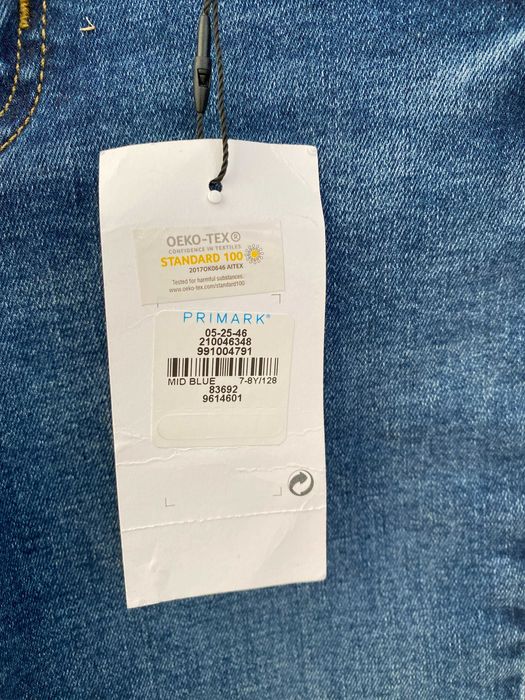 OEKO-TEX®
CONFIDENCE IN TEXTILES
STANDARD 100
2017OK0646 AITEX
Tested for harmful substances.
www.oeko-tex.com/standard100
PRIMARK®
05-25-46
210046348
991004791
MID BLUE 7-8Y/128
83692
9614601